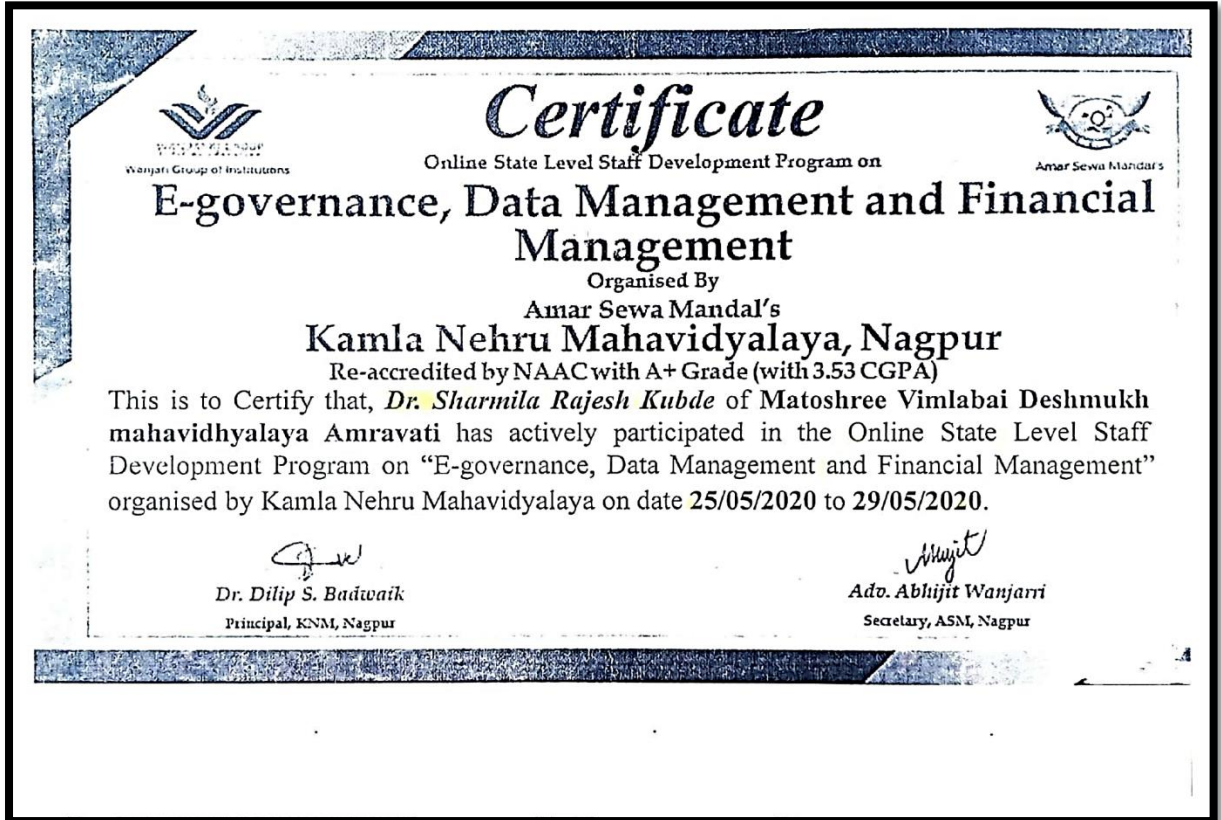 Certificate
Wanjari Group of Institutions
Online State Level Staff Development Program on
Amar Sewa Mandal's
E-governance, Data Management and Financial
Management
Organised By
Amar Sewa Mandal's
Kamla Nehru Mahavidyalaya, Nagpur
Re-accredited by NAAC with A+ Grade (with 3.53 CGPA)
This is to Certify that, Dr. Sharmila Rajesh Kubde of Matoshree Vimlabai Deshmukh
mahavidhyalaya Amravati has actively participated in the Online State Level Staff
Development Program on “E-governance, Data Management and Financial Management”
organised by Kamla Nehru Mahavidyalaya on date 25/05/2020 to 29/05/2020.
Dr. Dilip S. Badwaik
Principal, KNM, Nagpur
Abhijit
Adv. Abhijit Wanjarri
Secretary, ASM, Nagpur